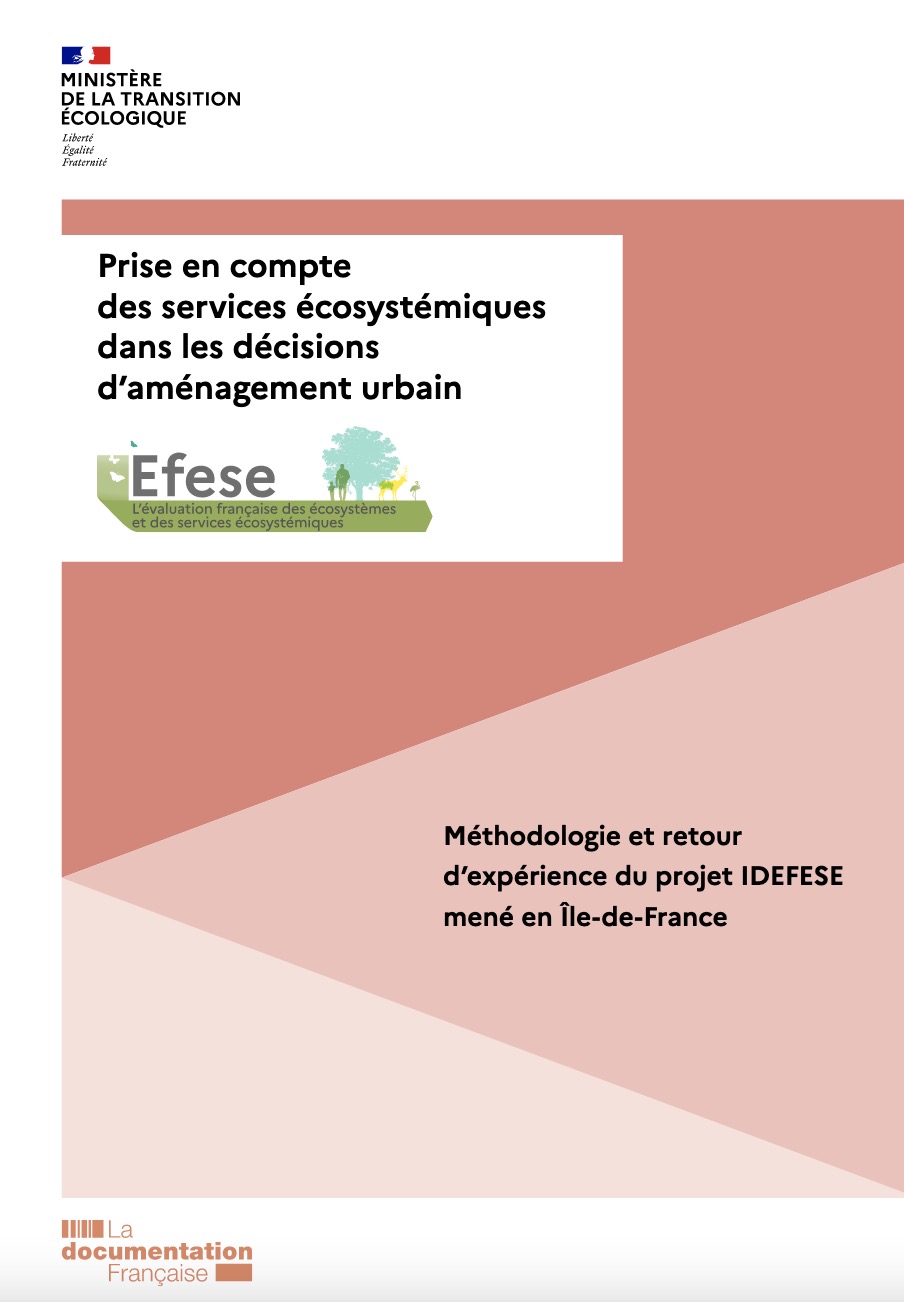 MINISTÈRE
DE LA TRANSITION
ÉCOLOGIQUE
Liberté
Égalité
Fraternité
Prise en compte
des services écosystémiques
dans les décisions
d’aménagement urbain
Èfese
L’évaluation française des écosystèmes
et des services écosystémiques
Méthodologie et retour
d’expérience du projet IDEFESE
mené en Île-de-France
La
documentation
Française